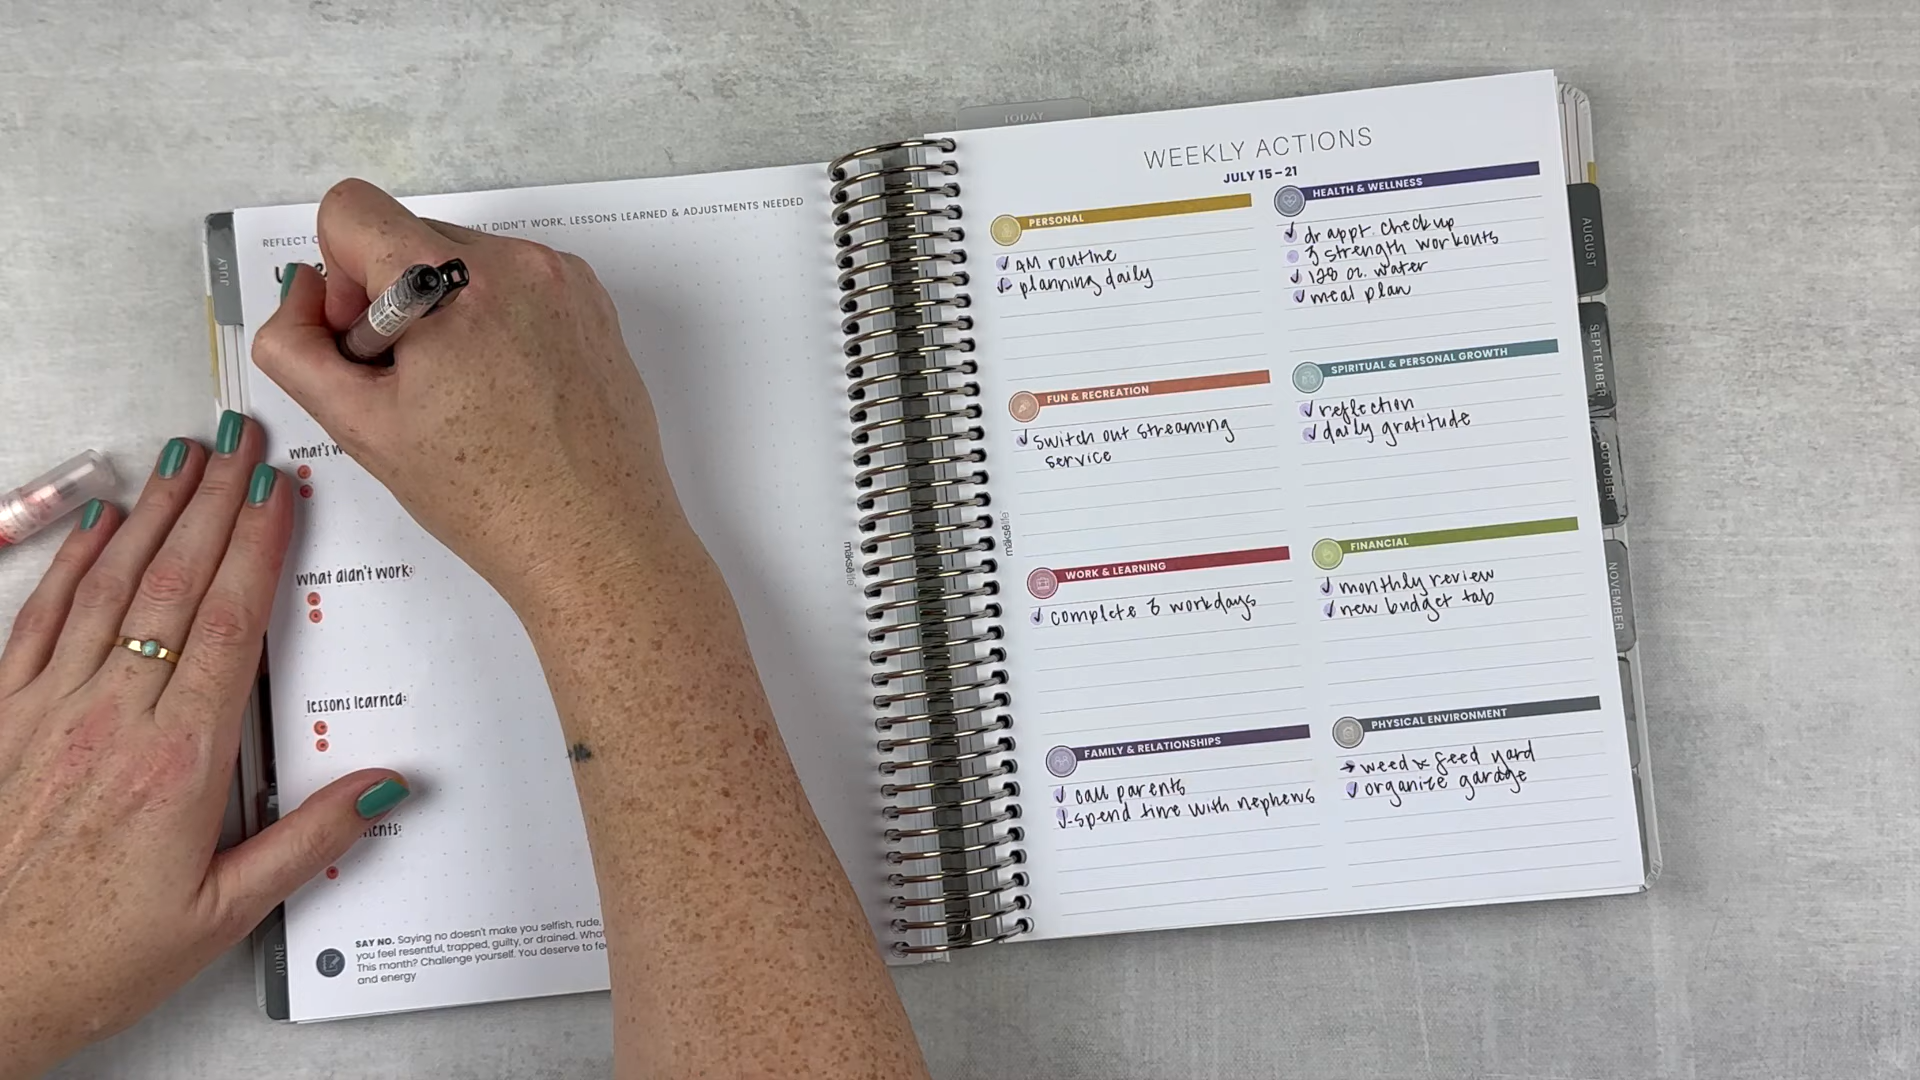 REFLECT
DIDN'T WORK, LESSONS LEARNED & ADJUSTMENTS NEEDED
what's
what didn't work:
lessons learned:
SAY NO. Saying no doesn't make you selfish, rude,
you feel resentful, trapped, guilty, or drained.
This month? Challenge yourself. You deserve to
and energy
JULY
JUNE
mäksēlife
TODAY
WEEKLY ACTIONS
JULY 15–21
PERSONAL
AM routine
planning daily
HEALTH & WELLNESS
dr appt. checkup
3 strength workouts
128 oz. water
meal plan
FUN & RECREATION
switch out streaming
service
SPIRITUAL & PERSONAL GROWTH
reflection
daily gratitude
WORK & LEARNING
complete 3 workdays
FINANCIAL
monthly review
new budget tab
FAMILY & RELATIONSHIPS
call parents
spend time with nephews
PHYSICAL ENVIRONMENT
→ weed & feed yard
organize garage
mäksēlife
AUGUST
SEPTEMBER
OCTOBER
NOVEMBER